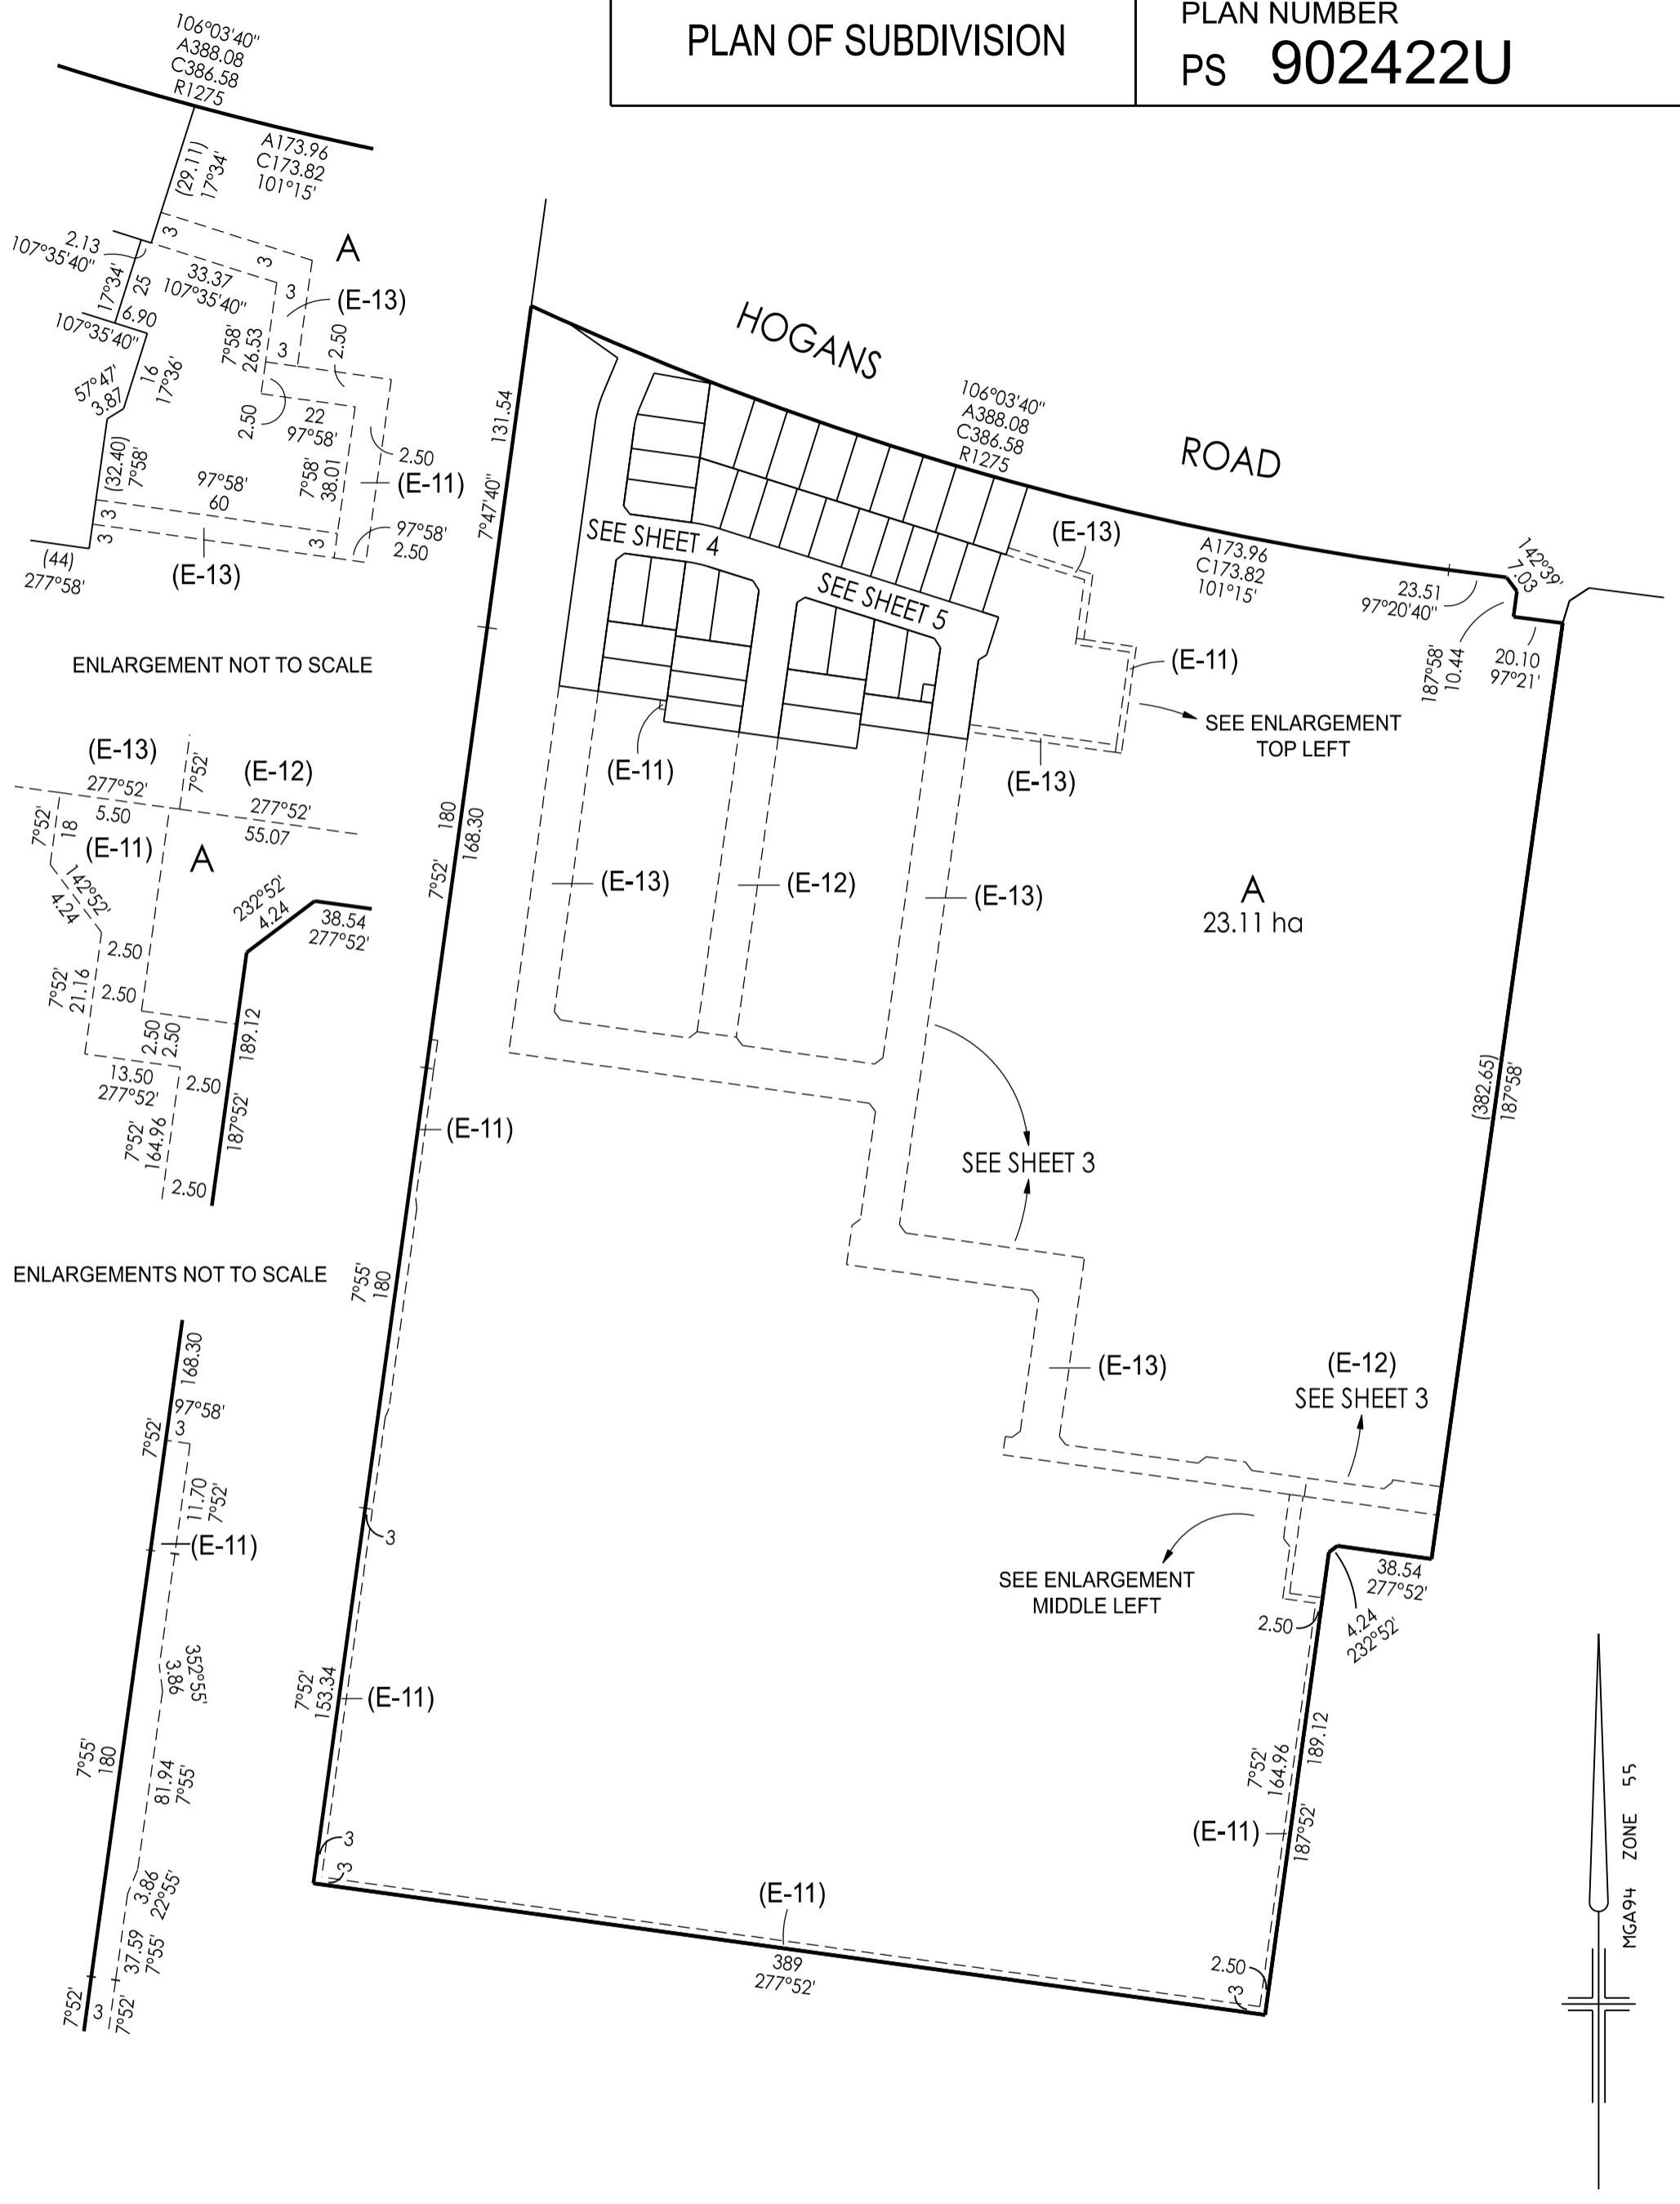 PLAN OF SUBDIVISION
PLAN NUMBER
PS 902422U
106°03'40"
A388.08
C386.58
R1275
A173.96
C173.82
101°15'
(29.11)
17°34'
3
A
2.13
107°35'40"
33.37
107°35'40"
3
3
(E-13)
17°34'
25
6.90
107°35'40"
7°58'
26.53
3
2.50
57°47'
3.87
16
17°36'
2.50
22
97°58'
2.50
(E-11)
(32.40)
7°58'
97°58'
60
7°58'
38.01
3
3
3
97°58'
2.50
(44)
277°58'
(E-13)
ENLARGEMENT NOT TO SCALE
(E-13)
7°52'
(E-12)
277°52'
5.50
277°52'
55.07
7°52'
18
(E-11)
A
142°52'
4.24
232°52'
4.24
38.54
277°52'
2.50
7°52'
21.16
2.50
2.50
2.50
189.12
13.50
277°52'
2.50
187°52'
7°52'
164.96
2.50
ENLARGEMENTS NOT TO SCALE
168.30
97°58'
3
7°52'
11.70
7°52'
(E-11)
352°55'
3.86
7°55'
180
81.94
7°55'
3.86
22°55'
37.59
7°55'
7°52'
3
7°52'
HOGANS
ROAD
106°03'40"
A388.08
C386.58
R1275
131.54
7°47'40"
SEE SHEET 4
SEE SHEET 5
(E-13)
A173.96
C173.82
101°15'
142°39'
7.03
23.51
97°20'40"
187°58'
10.44
20.10
97°21'
(E-11)
SEE ENLARGEMENT
TOP LEFT
(E-11)
(E-13)
180
168.30
7°52'
(E-13)
(E-12)
(E-13)
A
23.11 ha
(382.65)
187°58'
(E-11)
SEE SHEET 3
7°55'
180
(E-13)
(E-12)
SEE SHEET 3
3
SEE ENLARGEMENT
MIDDLE LEFT
38.54
277°52'
2.50
4.24
232°52'
7°52'
153.34
(E-11)
189.12
7°52'
164.96
(E-11)
187°52'
3
3
(E-11)
389
277°52'
2.50
3
MGA94 ZONE 55